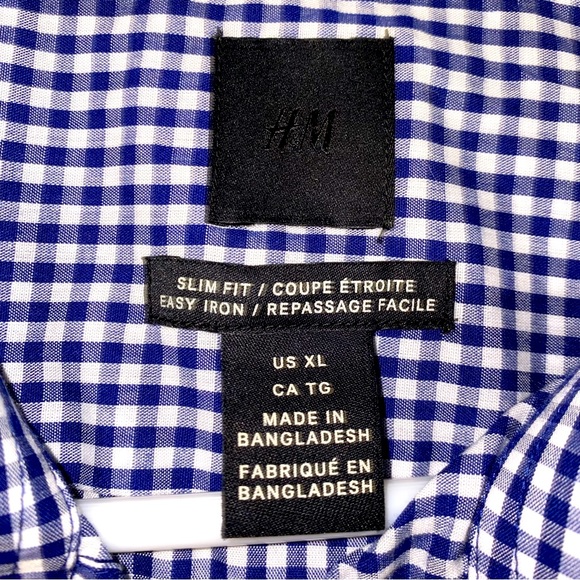 H&M
SLIM FIT / COUPE ÉTROITE
EASY IRON / REPASSAGE FACILE
US XL
CA TG
MADE IN
BANGLADESH
FABRIQUÉ EN
BANGLADESH